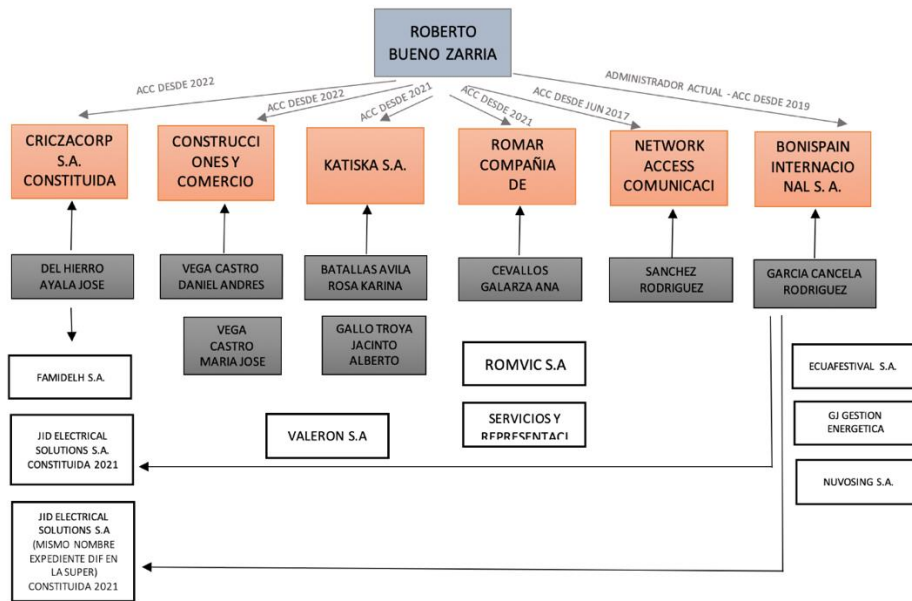 ROBERTO
BUENO ZARRIA
ACC DESDE 2022
ACC DESDE 2022
ACC DESDE 2021
ACC DESDE 2021
ACC DESDE JUN 2017
ADMINISTRADOR ACTUAL - ACC DESDE 2019
CRICZACORP
S.A.
CONSTITUIDA
CONSTRUCCI
ONES Y
COMERCIO
KATISKA S.A.
ROMAR
COMPAÑIA
DE
NETWORK
ACCESS
COMUNICACI
BONISPAIN
INTERNACIO
NAL S. A.
DEL HIERRO
AYALA JOSE
VEGA CASTRO
DANIEL ANDRES
BATALLAS AVILA
ROSA KARINA
CEVALLOS
GALARZA ANA
SANCHEZ
RODRIGUEZ
GARCIA CANCELA
RODRIGUEZ
VEGA
CASTRO
MARIA JOSE
GALLO TROYA
JACINTO
ALBERTO
FAMIDELH S.A.
ROMVIC S.A
ECUAFESTIVAL S.A.
JID ELECTRICAL
SOLUTIONS S.A.
CONSTITUIDA 2021
VALERON S.A
SERVICIOS Y
REPRESENTACI
GJ GESTION
ENERGETICA
NUVOSING S.A.
JID ELECTRICAL
SOLUTIONS S.A
(MISMO NOMBRE
EXPEDIENTE DIF EN
LA SUPER)
CONSTITUIDA 2021